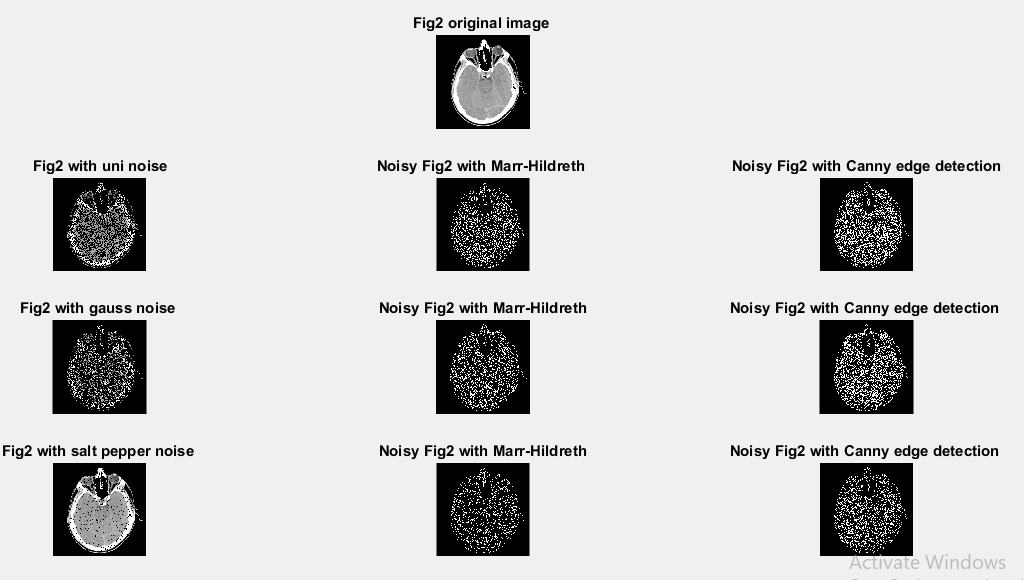 Fig2 original image
Fig2 with uni noise
Noisy Fig2 with Marr-Hildreth
Noisy Fig2 with Canny edge detection
Fig2 with gauss noise
Noisy Fig2 with Marr-Hildreth
Noisy Fig2 with Canny edge detection
Fig2 with salt pepper noise
Noisy Fig2 with Marr-Hildreth
Noisy Fig2 with Canny edge detection
Activate Windows